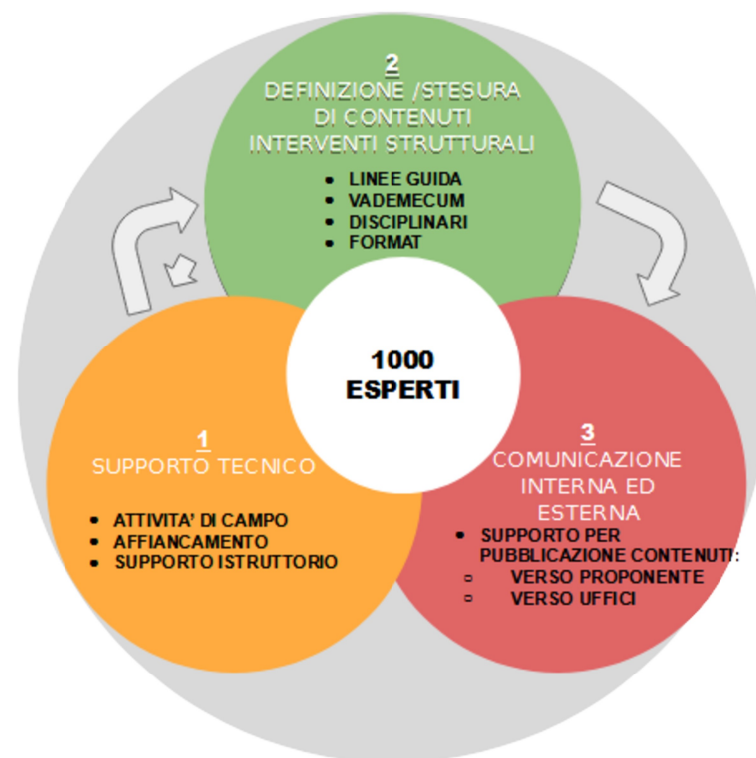 2
DEFINIZIONE /STESURA
DI CONTENUTI
INTERVENTI STRUTTURALI
• LINEE GUIDA
• VADEMECUM
• DISCIPLINARI
• FORMAT
1000
ESPERTI
1
SUPPORTO TECNICO
• ATTIVITA’ DI CAMPO
• AFFIANCAMENTO
• SUPPORTO ISTRUTTORIO
3
COMUNICAZIONE
INTERNA ED
ESTERNA
• SUPPORTO PER
PUBBLICAZIONE CONTENUTI:
▫ VERSO PROPONENTE
▫ VERSO UFFICI